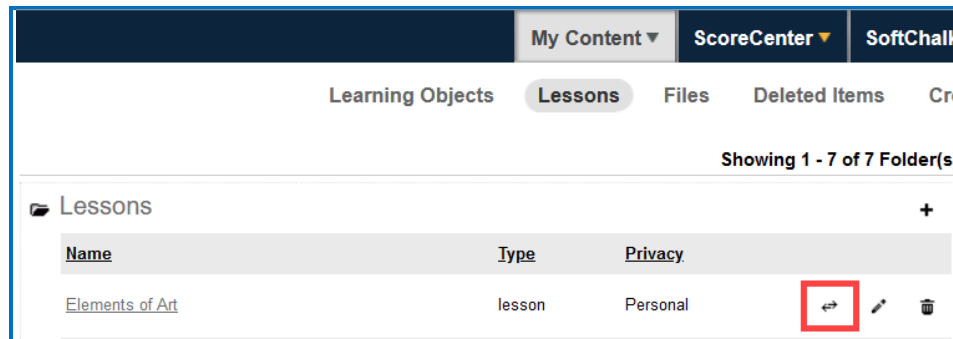 My Content ▼ ScoreCenter ▼ SoftChalk
Learning Objects Lessons Files Deleted Items
Showing 1 - 7 of 7 Folder(s
Lessons +
Name Type Privacy
Elements of Art lesson Personal